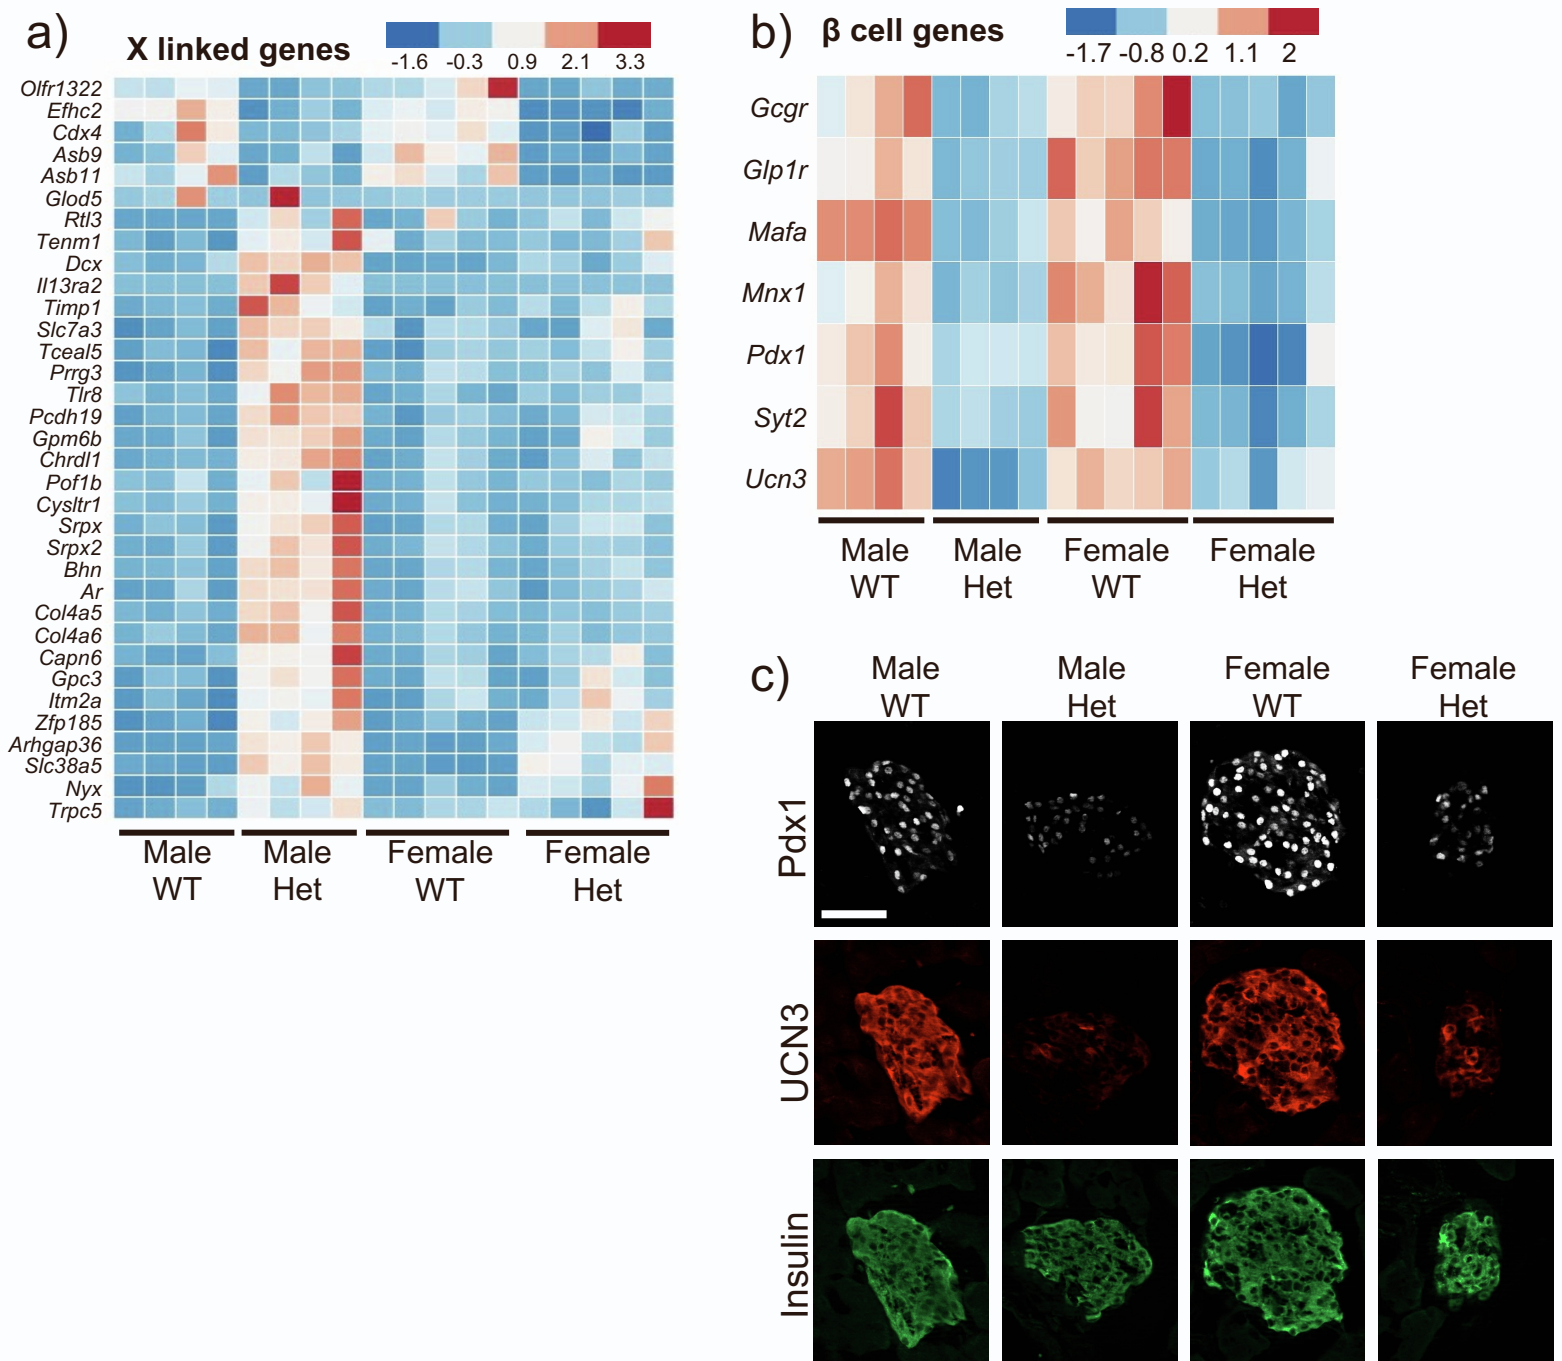 a)
X linked genes
-1.6 -0.3 0.9 2.1 3.3
Olfr1322
Efhc2
Cdx4
Asb9
Asb11
Glod5
Rtl3
Tenm1
Dcx
Il13ra2
Timp1
Slc7a3
Tceal5
Prrg3
Tlr8
Pcdh19
Gpm6b
Chrdl1
Pof1b
Cysltr1
Srpx
Srpx2
Bhn
Ar
Col4a5
Col4a6
Capn6
Gpc3
Itm2a
Zfp185
Arhgap36
Slc38a5
Nyx
Trpc5
Male Male Female Female
WT Het WT Het
b)
β cell genes
-1.7 -0.8 0.2 1.1 2
Gcgr
Glp1r
Mafa
Mnx1
Pdx1
Syt2
Ucn3
Male Male Female Female
WT Het WT Het
c)
Male Male Female Female
WT Het WT Het
Pdx1
UCN3
Insulin